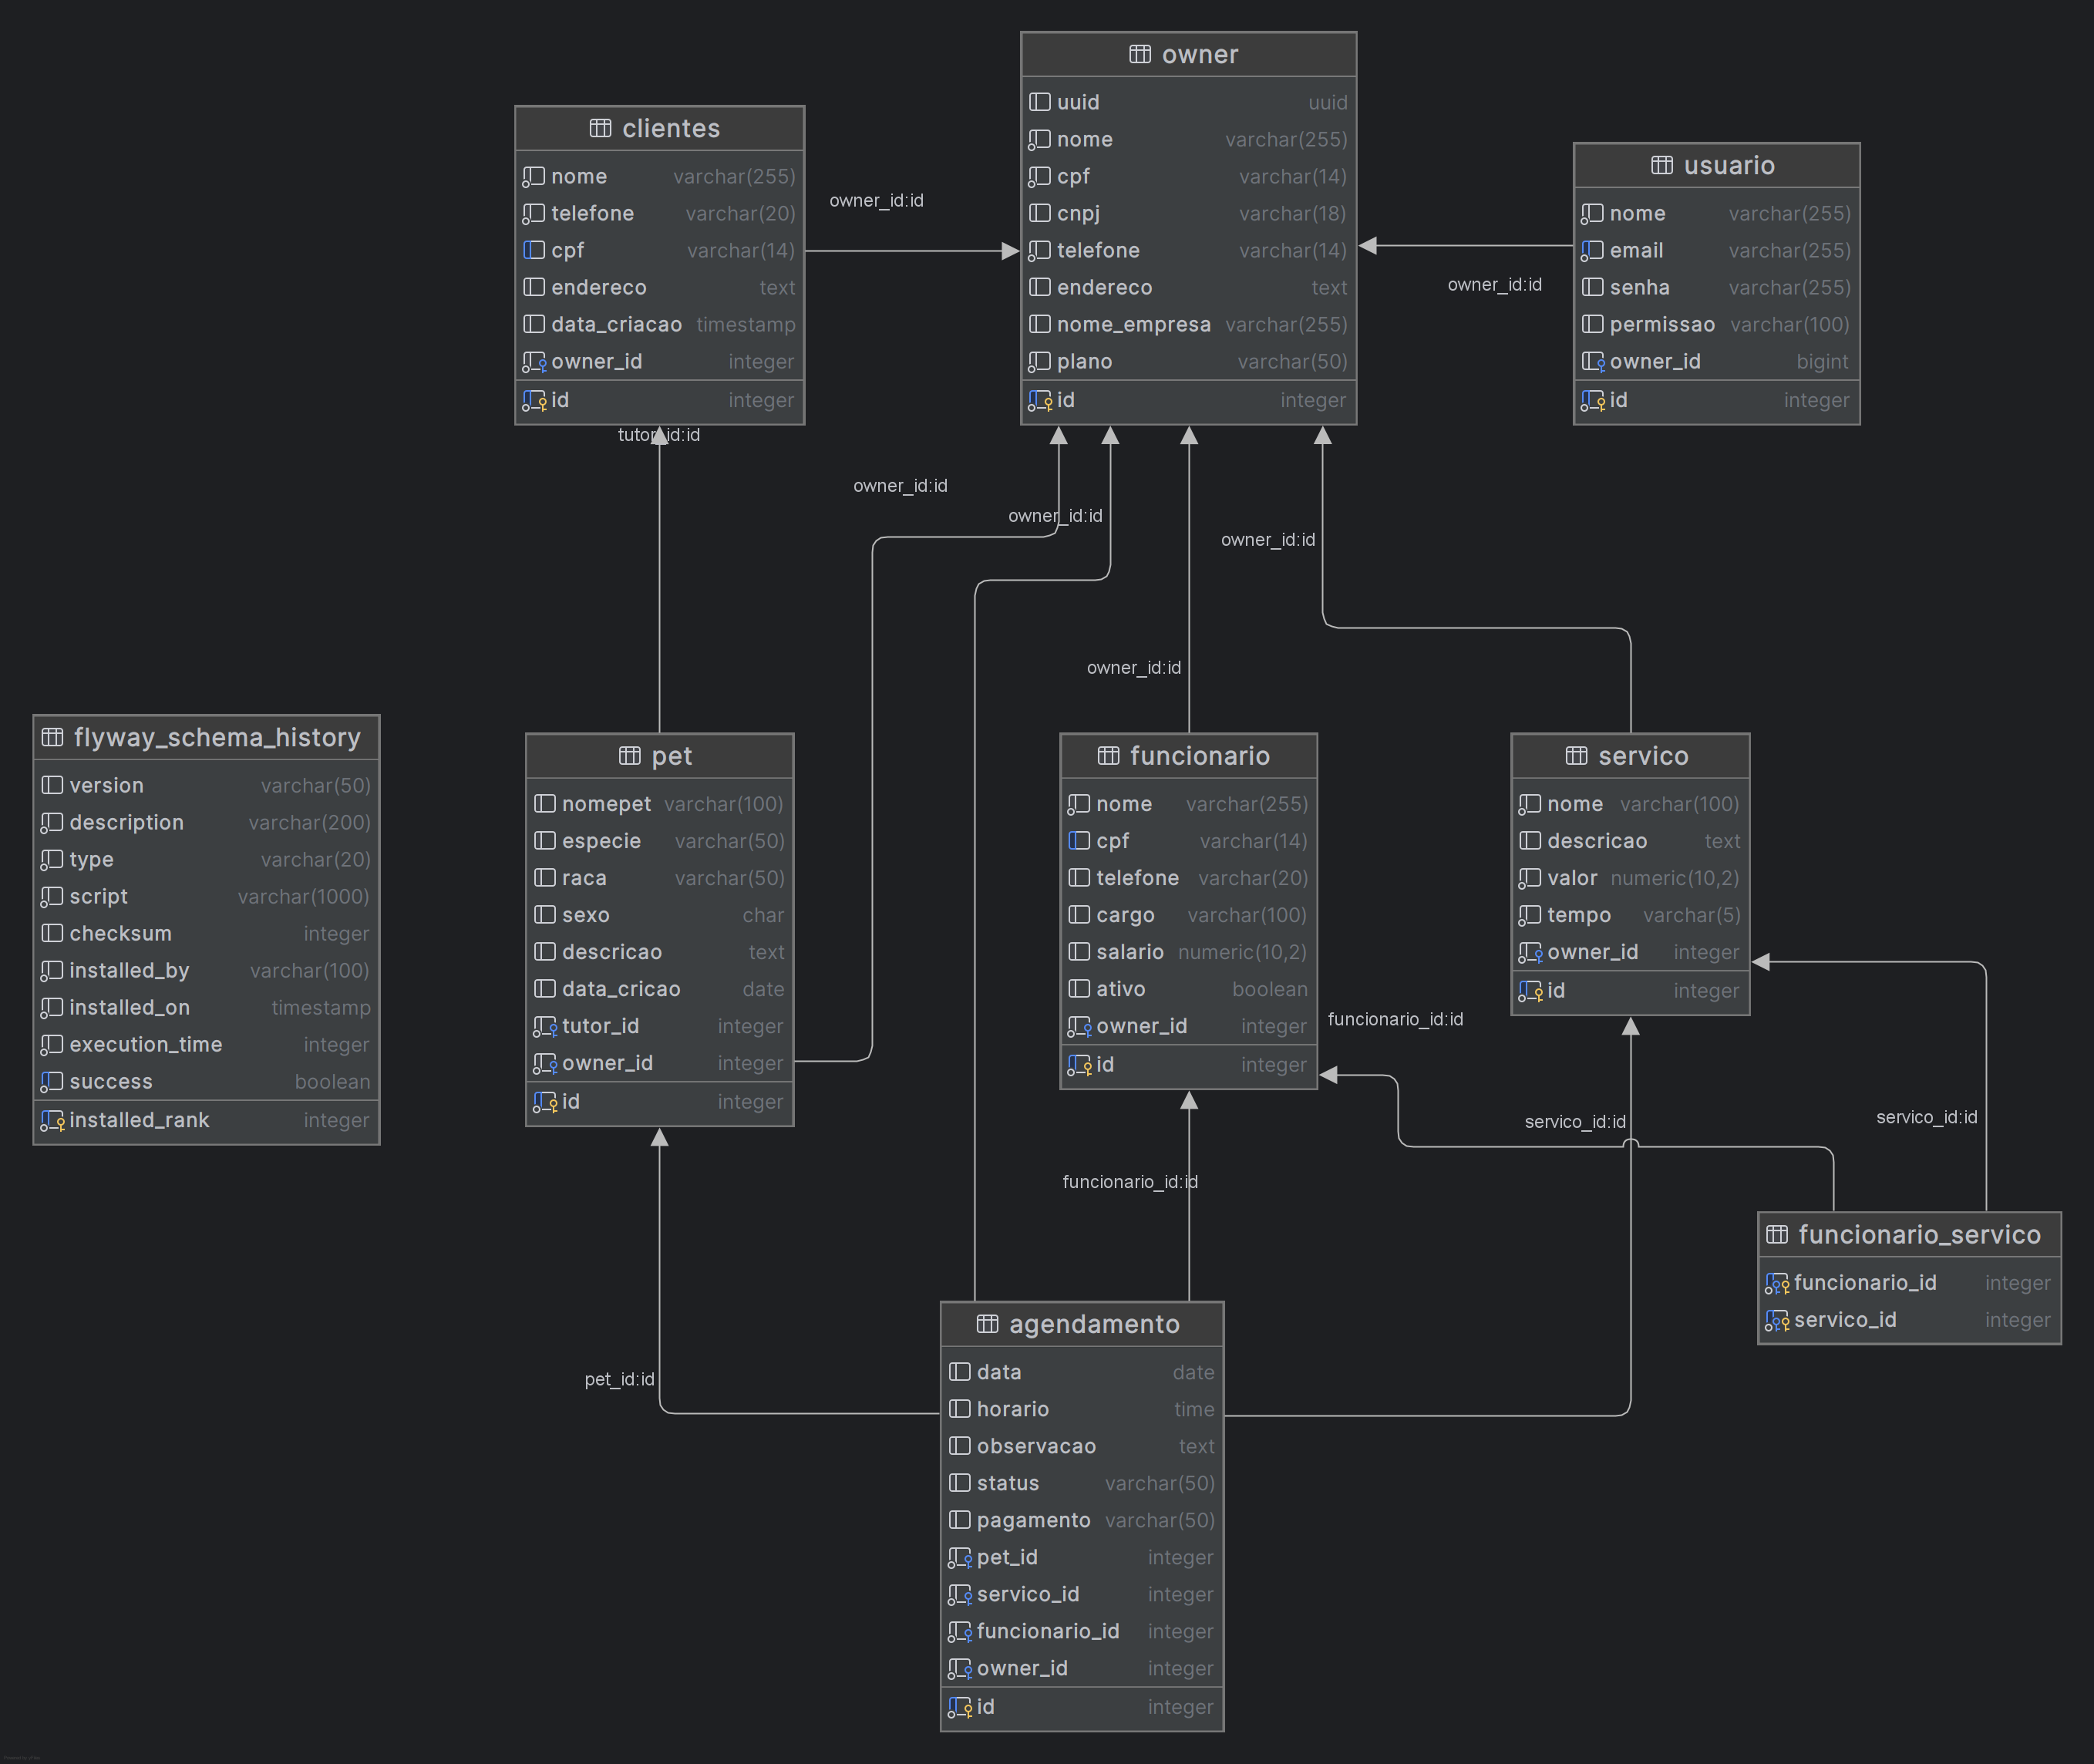 owner
uuid uuid
nome varchar(255)
cpf varchar(14)
cnpj varchar(18)
telefone varchar(14)
endereco text
nome_empresa varchar(255)
plano varchar(50)
id integer
clientes
nome varchar(255)
telefone varchar(20)
cpf varchar(14)
endereco text
data_criacao timestamp
owner_id integer
id integer
usuario
nome varchar(255)
email varchar(255)
senha varchar(255)
permissao varchar(100)
owner_id bigint
id integer
owner_id:id
owner_id:id
tutor_id:id
owner_id:id
owner_id:id
owner_id:id
owner_id:id
flyway_schema_history
version varchar(50)
description varchar(200)
type varchar(20)
script varchar(1000)
checksum integer
installed_by varchar(100)
installed_on timestamp
execution_time integer
success boolean
installed_rank integer
pet
nomepet varchar(100)
especie varchar(50)
raca varchar(50)
sexo char
descricao text
data_cricao date
tutor_id integer
owner_id integer
id integer
funcionario
nome varchar(255)
cpf varchar(14)
telefone varchar(20)
cargo varchar(100)
salario numeric(10,2)
ativo boolean
owner_id integer
id integer
servico
nome varchar(100)
descricao text
valor numeric(10,2)
tempo varchar(5)
owner_id integer
id integer
funcionario_id:id
servico_id:id
servico_id:id
funcionario_id:id
pet_id:id
funcionario_servico
funcionario_id integer
servico_id integer
agendamento
data date
horario time
observacao text
status varchar(50)
pagamento varchar(50)
pet_id integer
servico_id integer
funcionario_id integer
owner_id integer
id integer